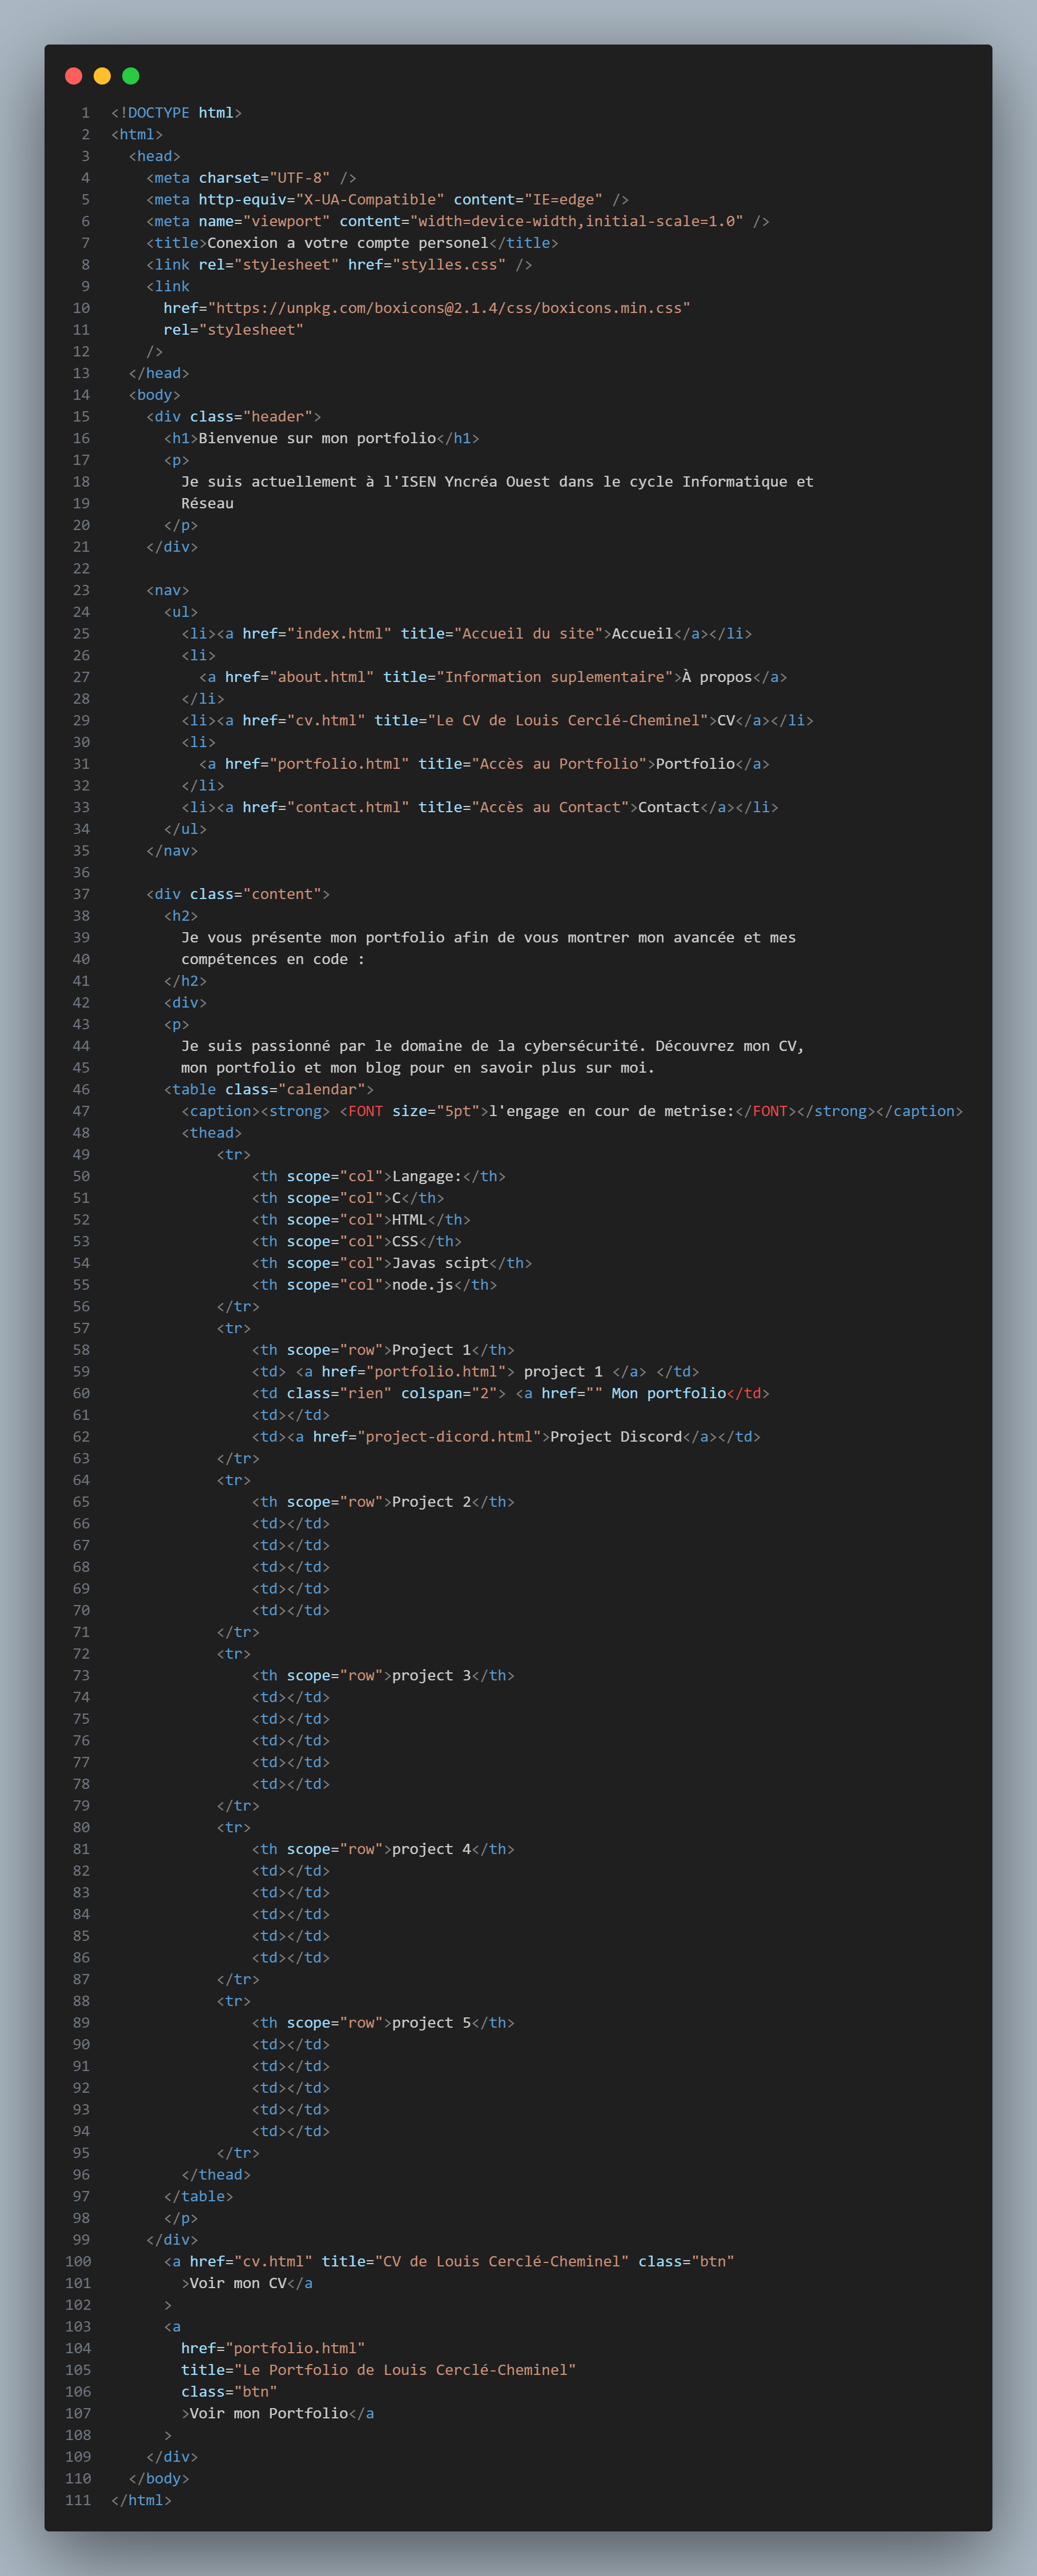 1 <!DOCTYPE html>
2 <html>
3   <head>
4     <meta charset="UTF-8" />
5     <meta http-equiv="X-UA-Compatible" content="IE=edge" />
6     <meta name="viewport" content="width=device-width,initial-scale=1.0" />
7     <title>Conexion a votre compte personel</title>
8     <link rel="stylesheet" href="stylles.css" />
9     <link
10       href="https://unpkg.com/boxicons@2.1.4/css/boxicons.min.css"
11       rel="stylesheet"
12     />
13   </head>
14   <body>
15     <div class="header">
16       <h1>Bienvenue sur mon portfolio</h1>
17       <p>
18         Je suis actuellement à l'ISEN Yncréa Ouest dans le cycle Informatique et
19         Réseau
20       </p>
21     </div>
22
23     <nav>
24       <ul>
25         <li><a href="index.html" title="Accueil du site">Accueil</a></li>
26         <li>
27           <a href="about.html" title="Information suplementaire">À propos</a>
28         </li>
29         <li><a href="cv.html" title="Le CV de Louis Cerclé-Cheminel">CV</a></li>
30         <li>
31           <a href="portfolio.html" title="Accès au Portfolio">Portfolio</a>
32         </li>
33         <li><a href="contact.html" title="Accès au Contact">Contact</a></li>
34       </ul>
35     </nav>
36
37     <div class="content">
38       <h2>
39         Je vous présente mon portfolio afin de vous montrer mon avancée et mes
40         compétences en code :
41       </h2>
42       <div>
43       <p>
44         Je suis passionné par le domaine de la cybersécurité. Découvrez mon CV,
45         mon portfolio et mon blog pour en savoir plus sur moi.
46       <table class="calendar">
47         <caption><strong> <FONT size="5pt">l'engage en cour de metrise:</FONT></strong></caption>
48         <thead>
49             <tr>
50                 <th scope="col">Langage:</th>
51                 <th scope="col">C</th>
52                 <th scope="col">HTML</th>
53                 <th scope="col">CSS</th>
54                 <th scope="col">Javas scipt</th>
55                 <th scope="col">node.js</th>
56             </tr>
57             <tr>
58                 <th scope="row">Project 1</th>
59                 <td> <a href="portfolio.html"> project 1 </a> </td>
60                 <td class="rien" colspan="2"> <a href="" Mon portfolio</td>
61                 <td></td>
62                 <td><a href="project-dicord.html">Project Discord</a></td>
63             </tr>
64             <tr>
65                 <th scope="row">Project 2</th>
66                 <td></td>
67                 <td></td>
68                 <td></td>
69                 <td></td>
70                 <td></td>
71             </tr>
72             <tr>
73                 <th scope="row">project 3</th>
74                 <td></td>
75                 <td></td>
76                 <td></td>
77                 <td></td>
78                 <td></td>
79             </tr>
80             <tr>
81                 <th scope="row">project 4</th>
82                 <td></td>
83                 <td></td>
84                 <td></td>
85                 <td></td>
86                 <td></td>
87             </tr>
88             <tr>
89                 <th scope="row">project 5</th>
90                 <td></td>
91                 <td></td>
92                 <td></td>
93                 <td></td>
94                 <td></td>
95             </tr>
96         </thead>
97       </table>
98       </p>
99     </div>
100       <a href="cv.html" title="CV de Louis Cerclé-Cheminel" class="btn"
101         >Voir mon CV</a
102       >
103       <a
104         href="portfolio.html"
105         title="Le Portfolio de Louis Cerclé-Cheminel"
106         class="btn"
107         >Voir mon Portfolio</a
108       >
109     </div>
110   </body>
111 </html>